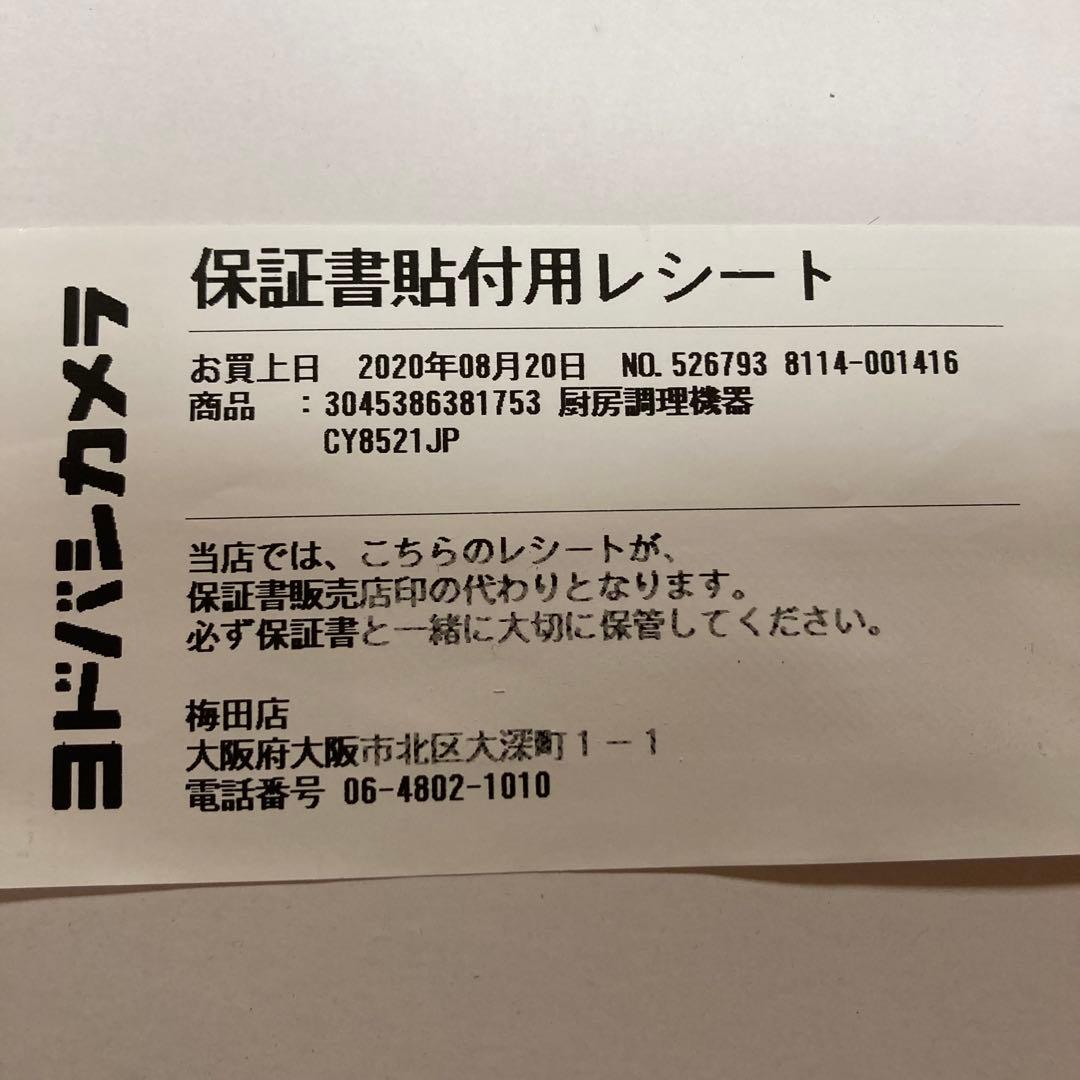 ヨドバシカメラ
保証書貼付用レシート
お買上日 2020年08月20日 NO.526793 8114-001416
商品 :3045386381753 厨房調理機器
CY8521JP
当店では、こちらのレシートが、
保証書販売店印の代わりとなります。
必ず保証書と一緒に大切に保管してください。
梅田店
大阪府大阪市北区大深町1-1
電話番号 06-4802-1010